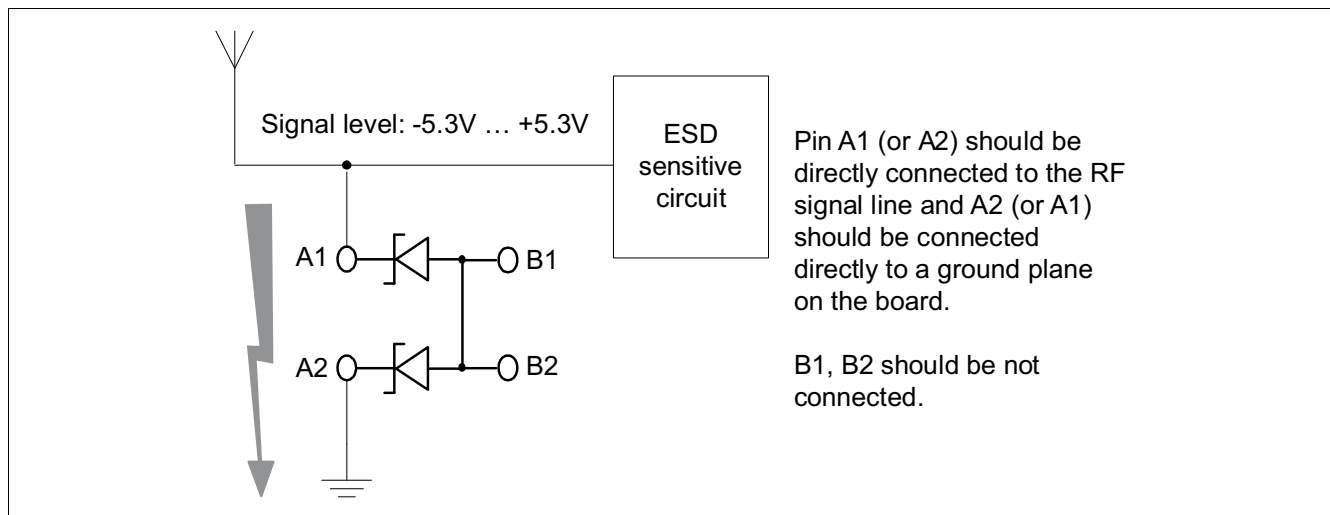 Signal level: -5.3V … +5.3V
ESD
sensitive
circuit
A1
B1
A2
B2
Pin A1 (or A2) should be
directly connected to the RF
signal line and A2 (or A1)
should be connected
directly to a ground plane
on the board.
B1, B2 should be not
connected.